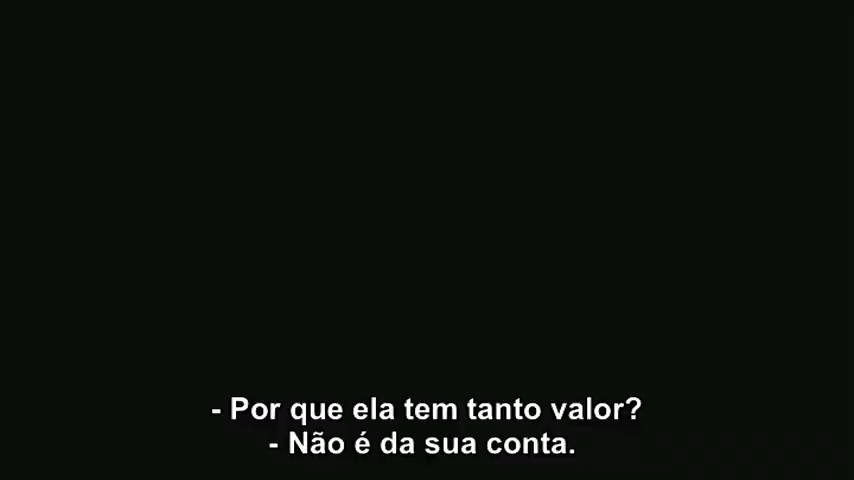 - Por que ela tem tanto valor?
- Não é da sua conta.